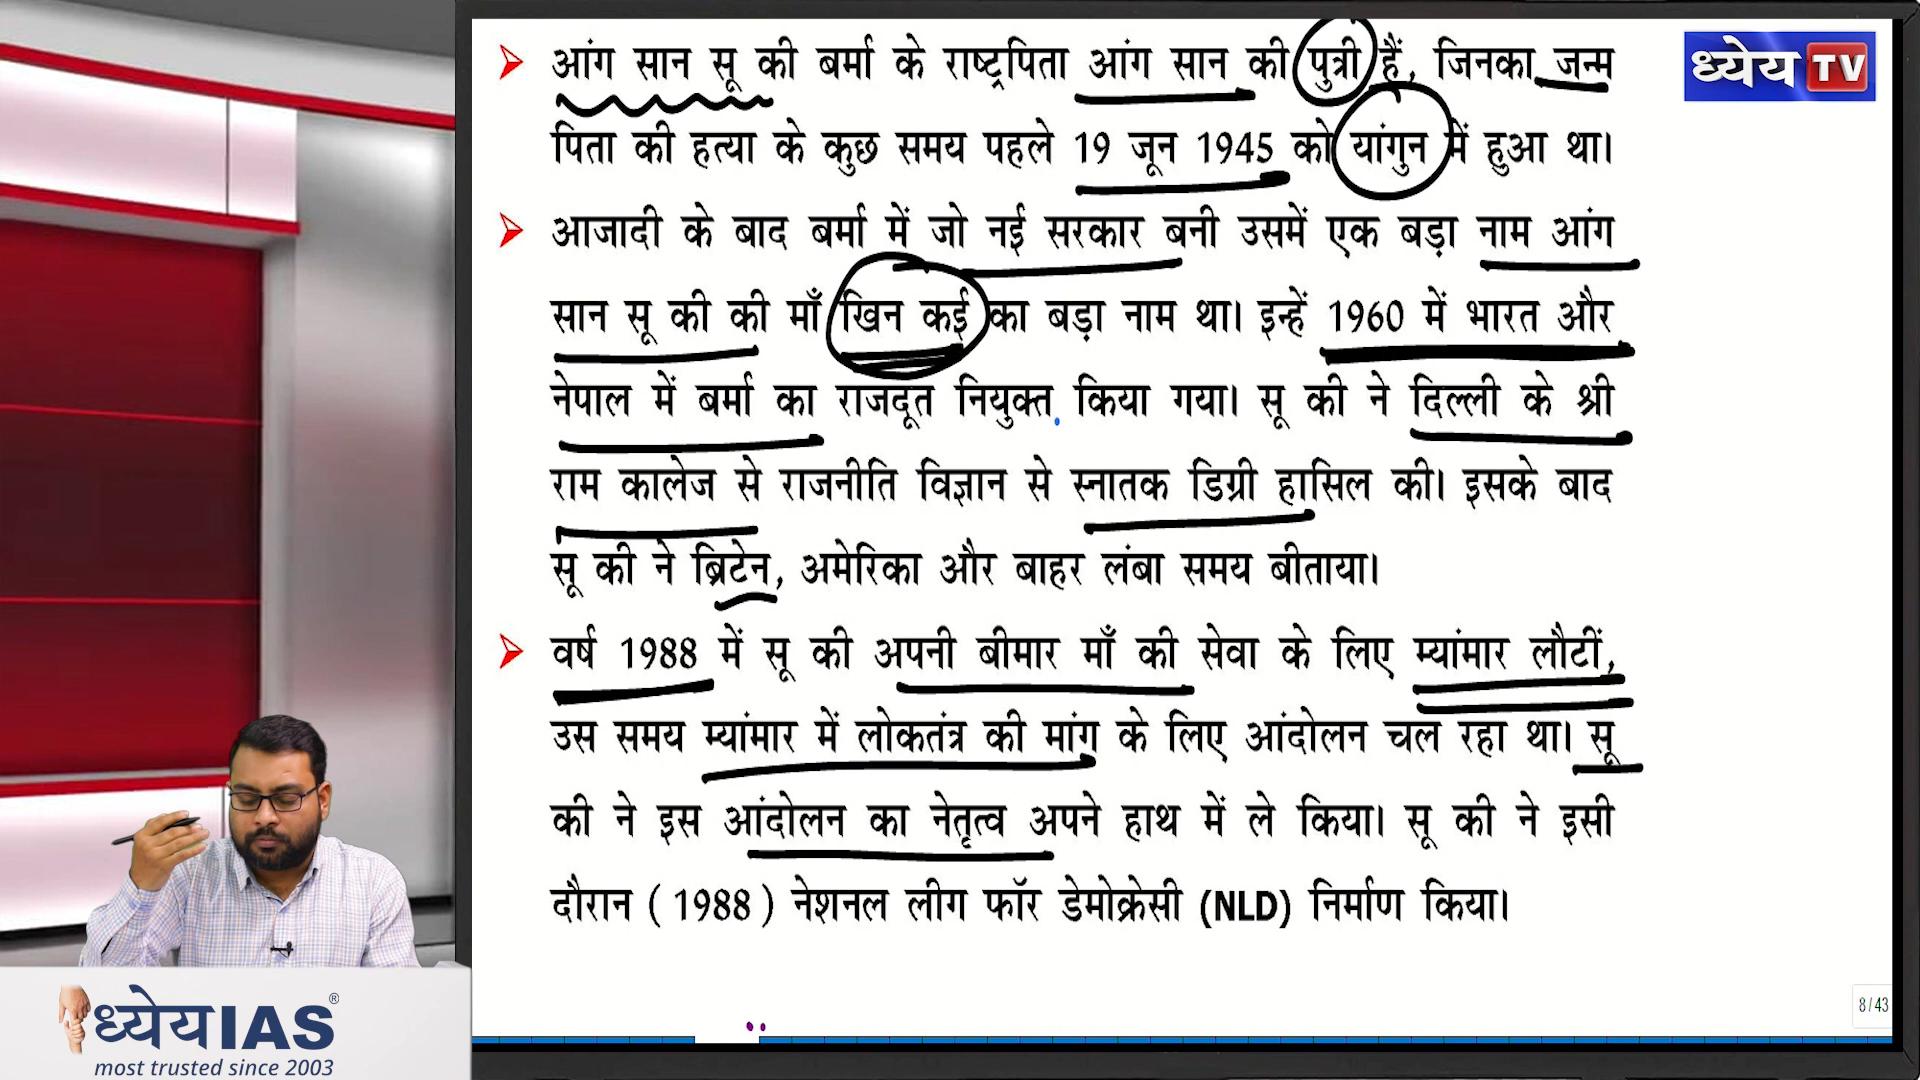 आंग सान सू की बर्मा के राष्ट्रपिता आंग सान की पुत्री हैं, जिनका जन्म
पिता की हत्या के कुछ समय पहले 19 जून 1945 को यांगुन में हुआ था।
आजादी के बाद बर्मा में जो नई सरकार बनी उसमें एक बड़ा नाम आंग
सान सू की की माँ खिन कई का बड़ा नाम था। इन्हें 1960 में भारत और
नेपाल में बर्मा का राजदूत नियुक्त किया गया। सू की ने दिल्ली के श्री
राम कालेज से राजनीति विज्ञान से स्नातक डिग्री हासिल की। इसके बाद
सू की ने ब्रिटेन, अमेरिका और बाहर लंबा समय बीताया।
वर्ष 1988 में सू की अपनी बीमार माँ की सेवा के लिए म्यांमार लौटीं,
उस समय म्यांमार में लोकतंत्र की मांग के लिए आंदोलन चल रहा था। सू
की ने इस आंदोलन का नेतृत्व अपने हाथ में ले किया। सू की ने इसी
दौरान ( 1988 ) नेशनल लीग फॉर डेमोक्रेसी (NLD) निर्माण किया।
ध्येय TV
8/43
ध्येय IAS ®
most trusted since 2003